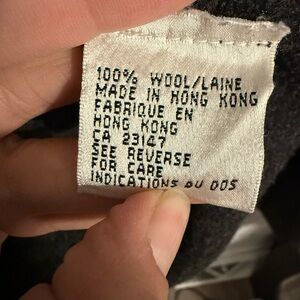 100% WOOL/LAINE
MADE IN HONG KONG
FABRIQUE EN
HONG KONG
CA 23147
SEE REVERSE
FOR CARE
INDICATIONS AU DOS